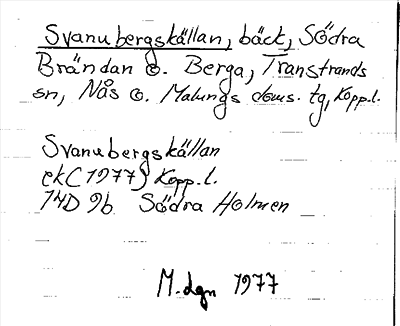 Svanubergskällan, bäck, Södra
Brändan o. Berga, Transtrands
sn, Nås o. Malungs doms. tg, Kopp.l.
Svanubergskällan
ekC 1977) Kopp.l.
14D 9b Södra Holmen
M.dgn 1977